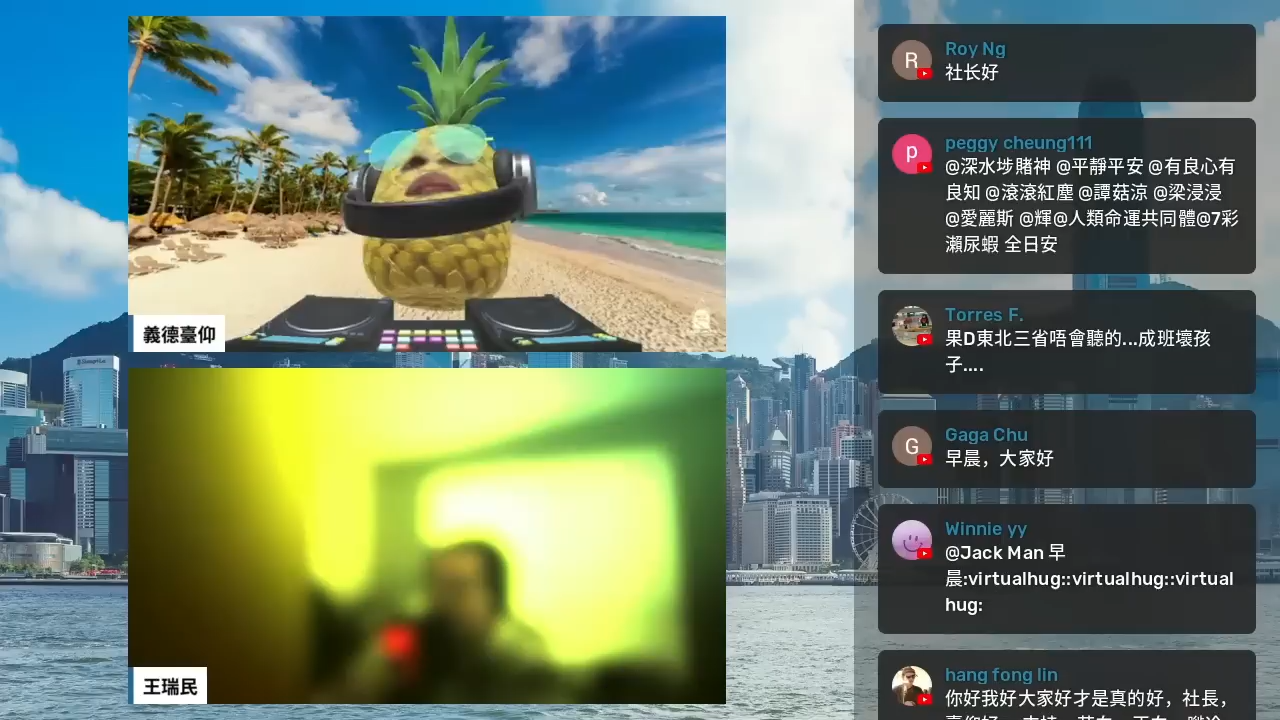 義德臺仰
王瑞民
R
Roy Ng
社长好
p
peggy cheung111
@深水埗賭神 @平靜平安 @有良心有
良知 @滾滾紅塵 @譚菇涼 @梁浸浸
@愛麗斯 @輝@人類命運共同體@7彩
瀨尿蝦 全日安
Torres F.
果D東北三省唔會聽的...成班壞孩
子....
G
Gaga Chu
早晨，大家好
Winnie yy
@Jack Man 早
晨:virtualhug::virtualhug::virtual
hug:
hang fong lin
你好我好大家好才是真的好，社長，